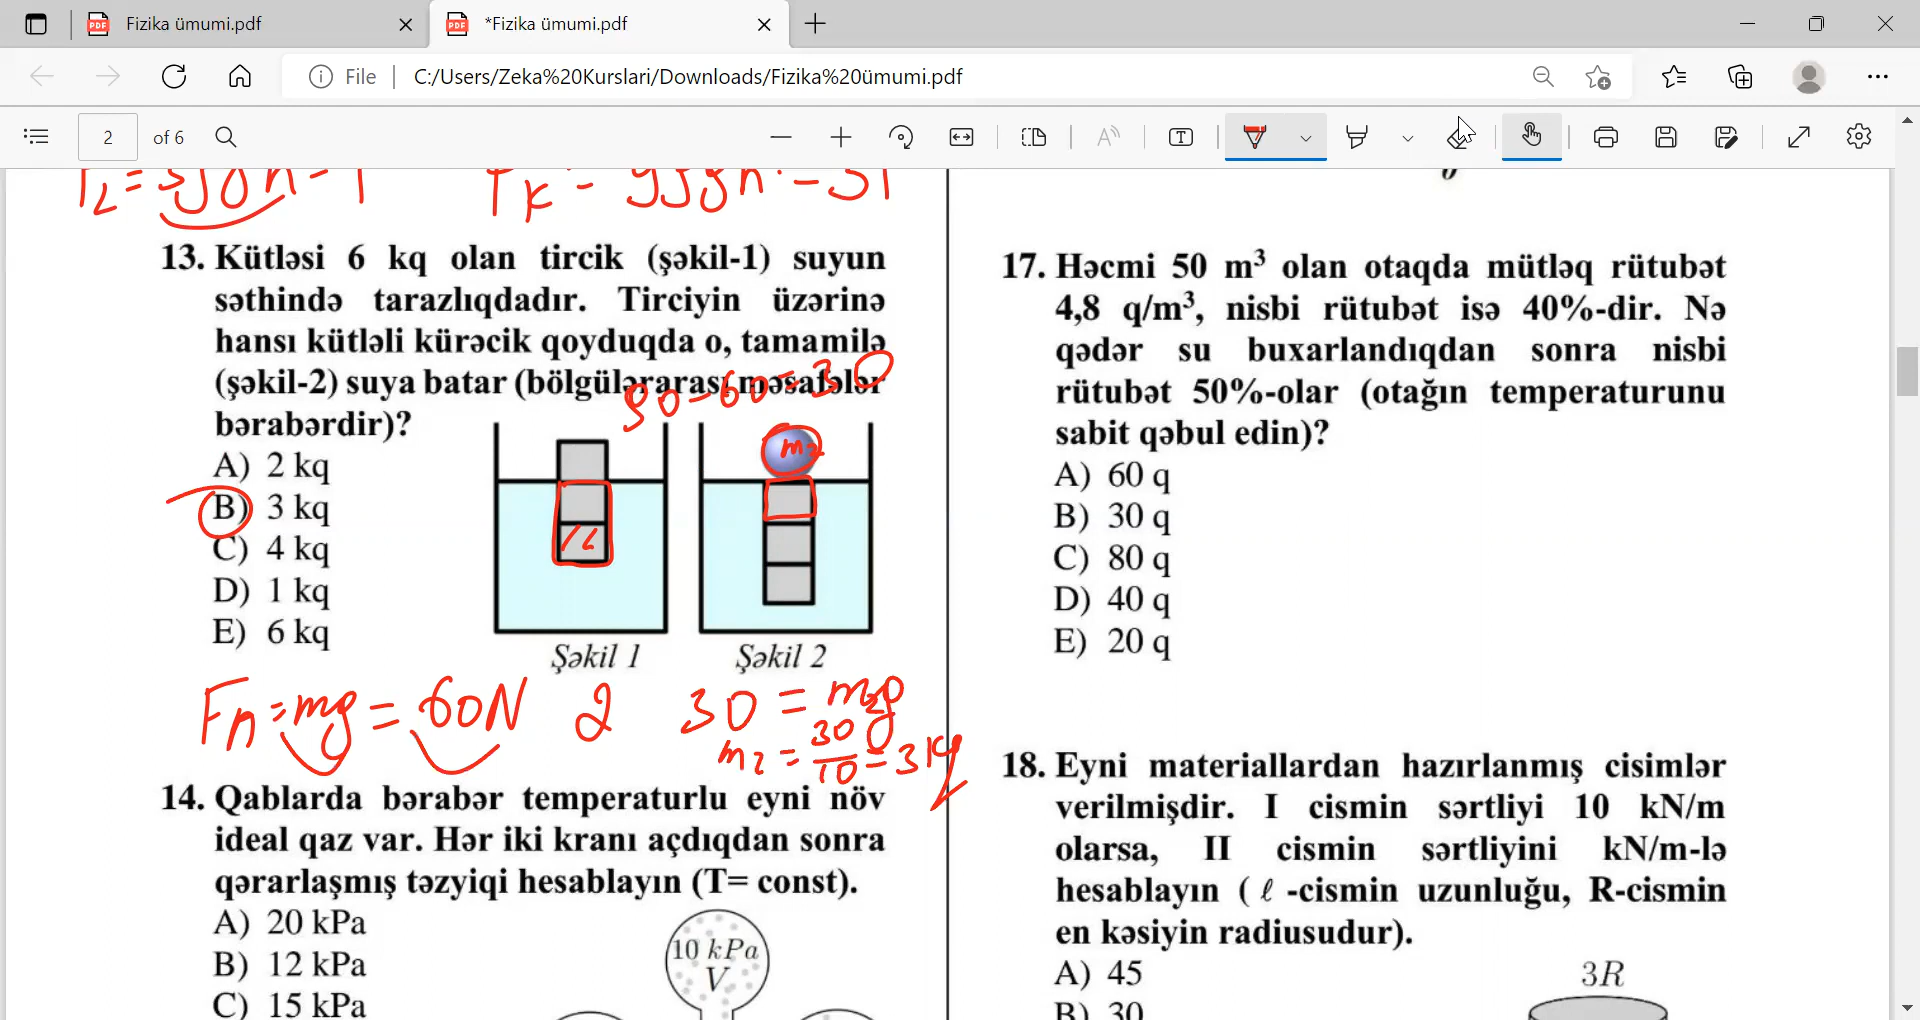 Fizika ümumi.pdf
*Fizika ümumi.pdf
File
C:/Users/Zeka%20Kurslari/Downloads/Fizika%20ümumi.pdf
2 of 6
13. Kütləsi 6 kq olan tircik (şəkil-1) suyun
səthində tarazlıqdadır. Tirciyin üzərinə
hansı kütləli kürəcik qoyduqda o, tamamilə
(şəkil-2) suya batar (bölgülərarası məsafələr
90-60=30
bərabərdir)?
A) 2 kq
B) 3 kq
C) 4 kq
D) 1 kq
E) 6 kq
m2
Şəkil 1
Şəkil 2
FA=mg=60N 2
30 = m2g
m2 = 30/10 = 3 kq
14. Qablarda bərabər temperaturlu eyni növ
ideal qaz var. Hər iki kranı açdıqdan sonra
qərarlaşmış təzyiqi hesablayın (T= const).
A) 20 kPa
B) 12 kPa
C) 15 kPa
10 kPa
V
17. Həcmi 50 m³ olan otaqda mütləq rütubət
4,8 q/m³, nisbi rütubət isə 40%-dir. Nə
qədər su buxarlandıqdan sonra nisbi
rütubət 50%-olar (otağın temperaturunu
sabit qəbul edin)?
A) 60 q
B) 30 q
C) 80 q
D) 40 q
E) 20 q
18. Eyni materiallardan hazırlanmış cisimlər
verilmişdir. I cismin sərtliyi 10 kN/m
olarsa, II cismin sərtliyini kN/m-lə
hesablayın ( ℓ -cismin uzunluğu, R-cismin
en kəsiyin radiusudur).
A) 45
B) 30
3R